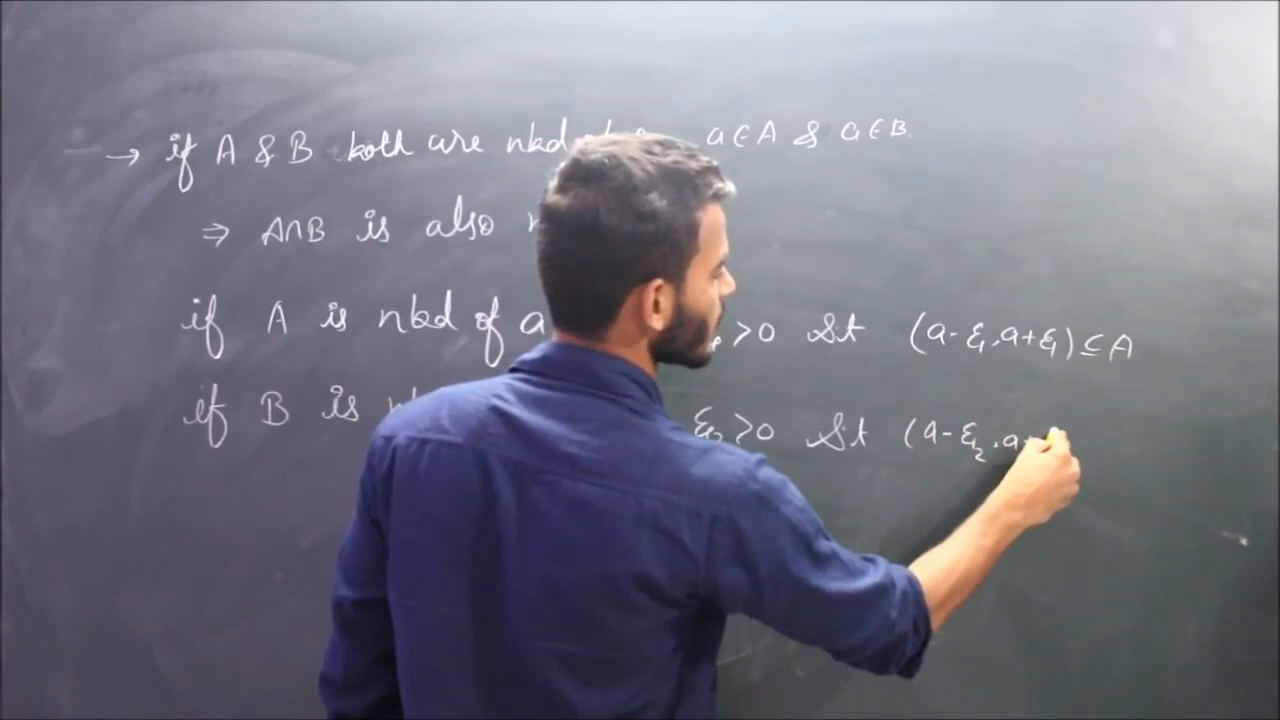 → if A & B both are nbd a∈A & a∈B.
⇒ A∩B is also
if A is nbd of a >0 St (a-ε₁,a+ε₁)⊆A
if B is ε₂>0 St (a-ε₂,a